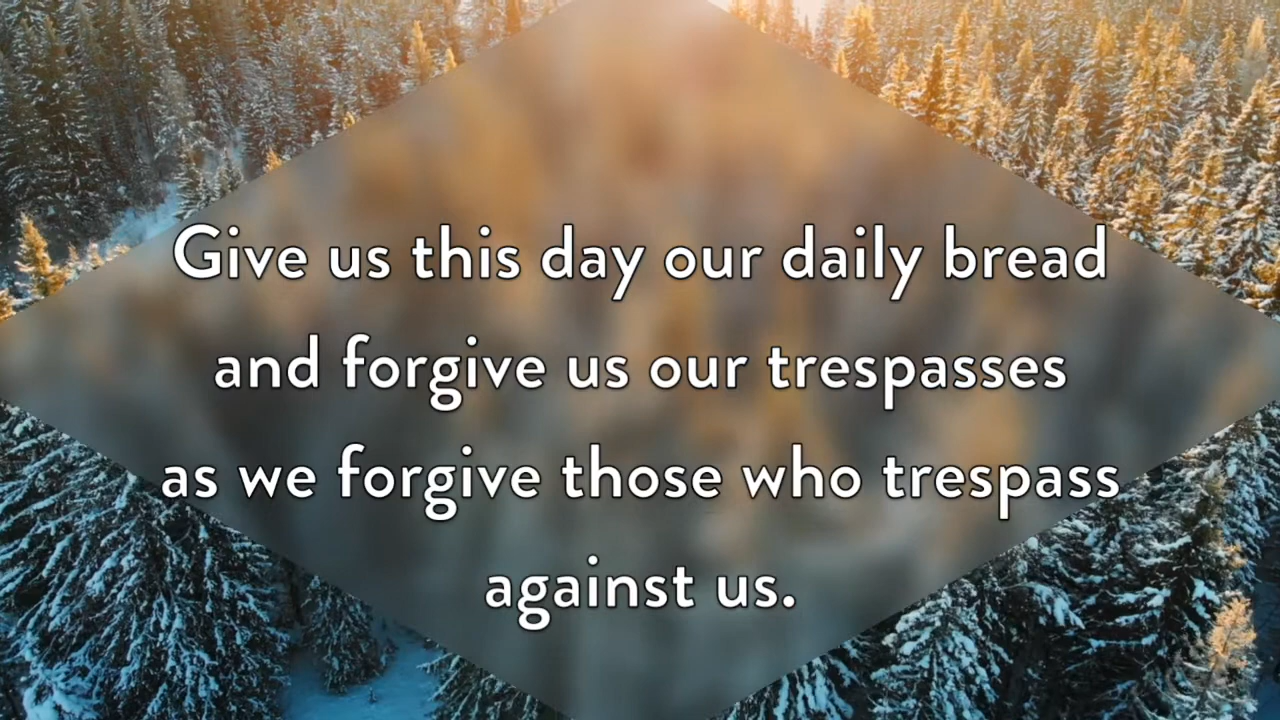 Give us this day our daily bread
and forgive us our trespasses
as we forgive those who trespass
against us.